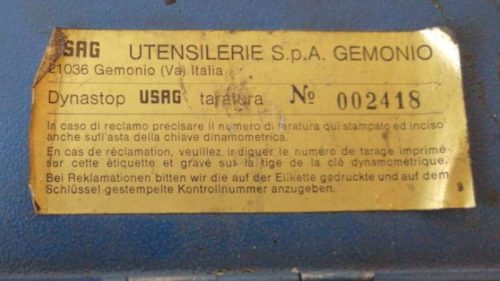 USAG UTENSILERIE S.p.A. GEMONIO
21036 Gemonio (Va) Italia
Dynastop USAG taratura No 002418
In caso di reclamo precisare il numero di taratura qui stampato ed inciso
anche sull'asta della chiave dinamometrica.
En cas de réclamation, veuillez indiquer le numéro de tarage imprimé
sur cette étiquette et gravé sur la tige de la clé dynamométrique.
Bei Reklamationen bitten wir die auf der Etikette gedruckte und auf dem
Schlüssel gestempelte Kontrollnummer anzugeben.